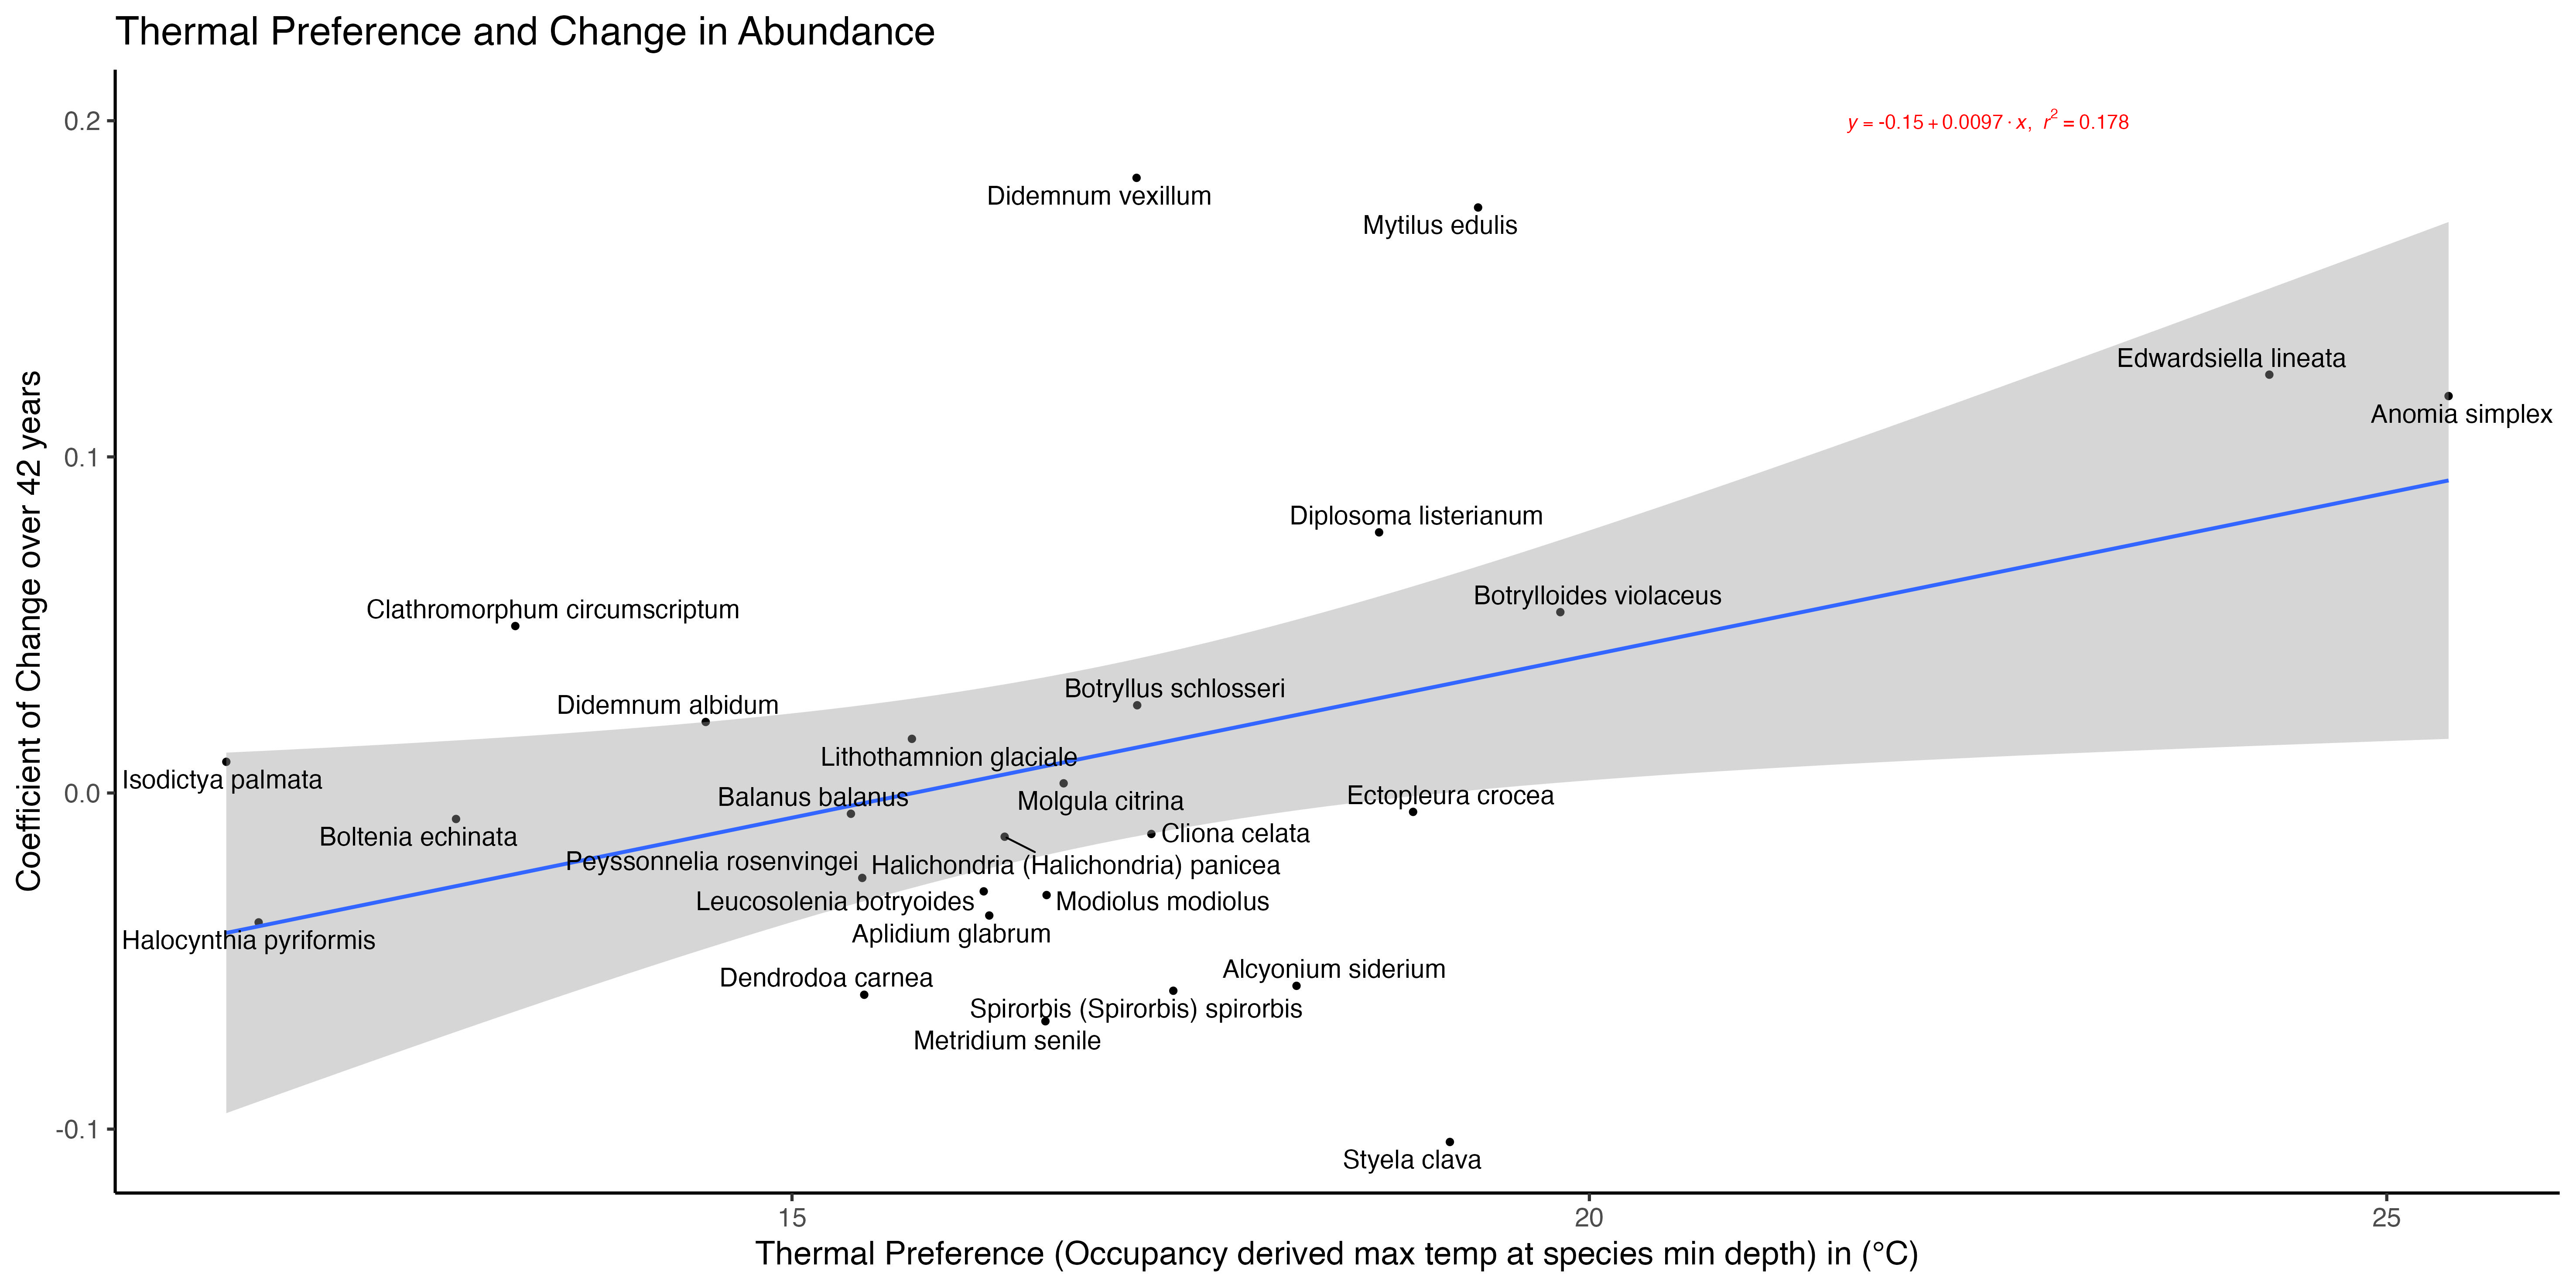 Thermal Preference and Change in Abundance
0.2
y = -0.15 + 0.0097 · x, r² = 0.178
Didemnum vexillum
Mytilus edulis
Edwardsiella lineata
Anomia simplex
0.1
Diplosoma listerianum
Botrylloides violaceus
Clathromorphum circumscriptum
Botryllus schlosseri
Didemnum albidum
Lithothamnion glaciale
Isodictya palmata
0.0
Balanus balanus
Molgula citrina
Ectopleura crocea
Boltenia echinata
Cliona celata
Peyssonnelia rosenvingei
Halichondria (Halichondria) panicea
Leucosolenia botryoides
Modiolus modiolus
Aplidium glabrum
Halocynthia pyriformis
Dendrodoa carnea
Alcyonium siderium
Spirorbis (Spirorbis) spirorbis
Metridium senile
-0.1
Styela clava
15
20
25
Thermal Preference (Occupancy derived max temp at species min depth) in (°C)
Coefficient of Change over 42 years